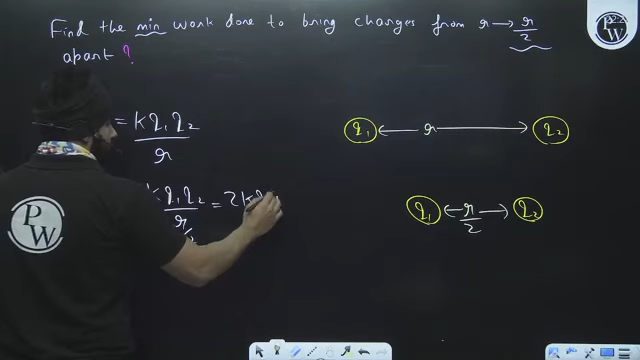 Find the min work done to bring changes from r → r/2
apart ?
= kq₁q₂/r
kq₁q₂/r/2 = 2kq
q₁ ← r → q₂
q₁ ← r/2 → q₂
PW
PW